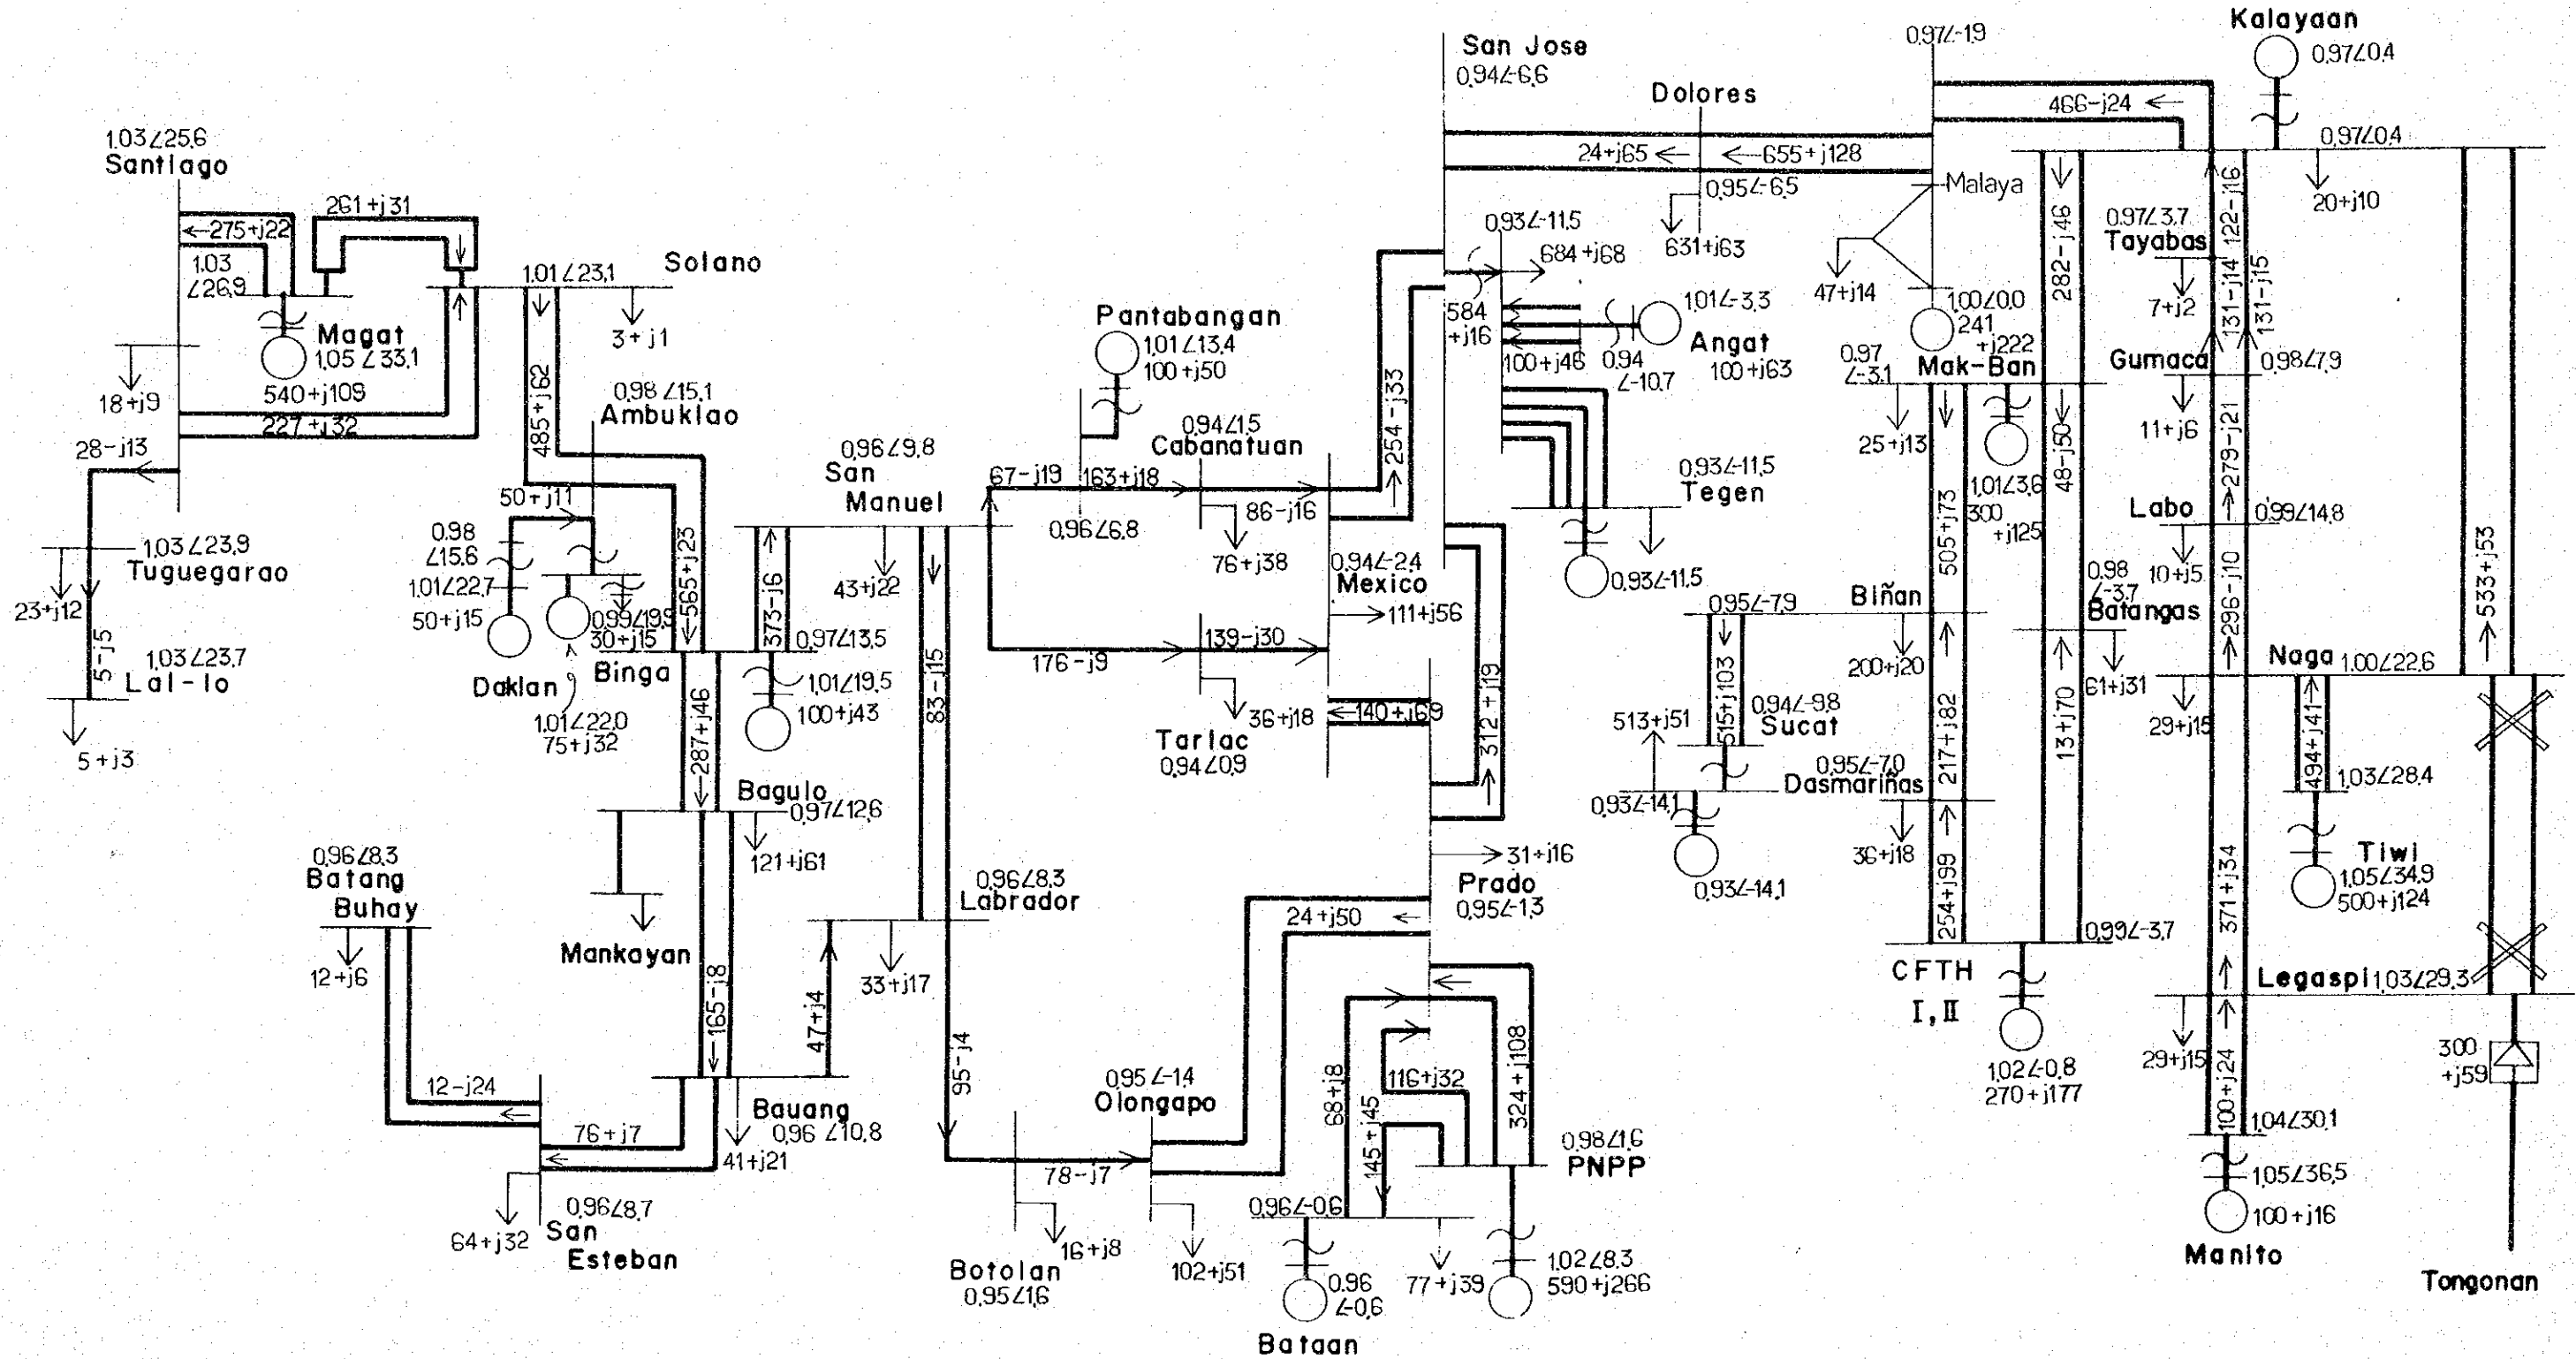 Kalayaan
0.97∠0.4
San Jose
0.94∠-6.6
0.97∠-1.9
Dolores
466-j24
0.97∠0.4
24+j65
655+j128
0.95∠-6.5
631+j63
Malaya
47+j14
1.00∠0.0
241
+j222
20+j10
1.03∠25.6
Santiago
275+j22
261+j31
1.03
∠26.9
Magat
1.05∠33.1
540+j109
18+j9
227+j32
28-j13
1.03∠23.9
Tuguegarao
23+j12
5-j5
1.03∠23.7
Lal-lo
5+j3
Solano
1.01∠23.1
3+j1
485+j62
0.98∠15.1
Ambuklao
50+j11
0.98
∠15.6
1.01∠22.7
50+j15
0.99∠19.9
30+j15
Daklan
1.01∠22.0
75+j32
565+j23
Binga
0.97∠13.5
1.01∠19.5
100+j43
373-j6
287+j46
Baguio
0.97∠12.6
121+j61
Mankayan
165-j8
0.96∠8.3
Batang
Buhay
12+j6
12-j24
76+j7
Bauang
0.96∠10.8
41+j21
0.96∠8.7
San
Esteban
64+j32
47+j4
0.96∠9.8
San
Manuel
43+j22
83-j15
0.96∠8.3
Labrador
33+j17
95-j4
67-j19
Pantabangan
1.01∠13.4
100+j50
0.96∠6.8
163+j18
0.94∠1.5
Cabanatuan
86-j16
76+j38
176-j9
139-j30
36+j18
Tarlac
0.94∠0.9
0.94∠-2.4
Mexico
111+j56
254-j33
140+j69
312+j19
31+j16
Prado
0.95∠-1.3
24+j50
0.95∠-1.4
Olongapo
78-j7
102+j51
16+j8
Botolan
0.95∠1.6
68+j8
116+j32
145+j45
324+j108
0.98∠1.6
PNPP
1.02∠8.3
590+j266
0.96∠-0.6
77+j39
0.96
∠-0.6
Bataan
0.93∠-11.5
684+j68
584
+j16
1.01∠-3.3
Angat
100+j63
100+j46
0.94
∠-10.7
0.93∠-11.5
Tegen
0.93∠-11.5
0.97
∠-3.1
Mak-Ban
25+j13
1.01∠3.6
300
+j125
505+j73
282-j46
48-j50
0.95∠-7.9
Biñan
200+j20
515+j103
0.94∠-9.8
Sucat
513+j51
0.93∠-14.1
0.93∠-14.1
0.95∠-7.0
Dasmariñas
217+j82
36+j18
254+j99
0.98
∠-3.7
Batangas
61+j31
13+j70
0.99∠-3.7
CFTH
I, II
1.02∠-0.8
270+j177
0.97∠3.7
Tayabas
122-j16
7+j2
131-j14
131-j15
Gumaca
0.98∠7.9
11+j6
279-j21
Labo
0.99∠14.8
10+j5
296-j10
Naga
1.00∠22.6
29+j15
533+j53
494+j41
1.03∠28.4
Tiwi
1.05∠34.9
500+j124
371+j34
Legaspi
1.03∠29.3
29+j15
100+j24
1.04∠30.1
1.05∠36.5
100+j16
Manito
300
+j59
Tongonan